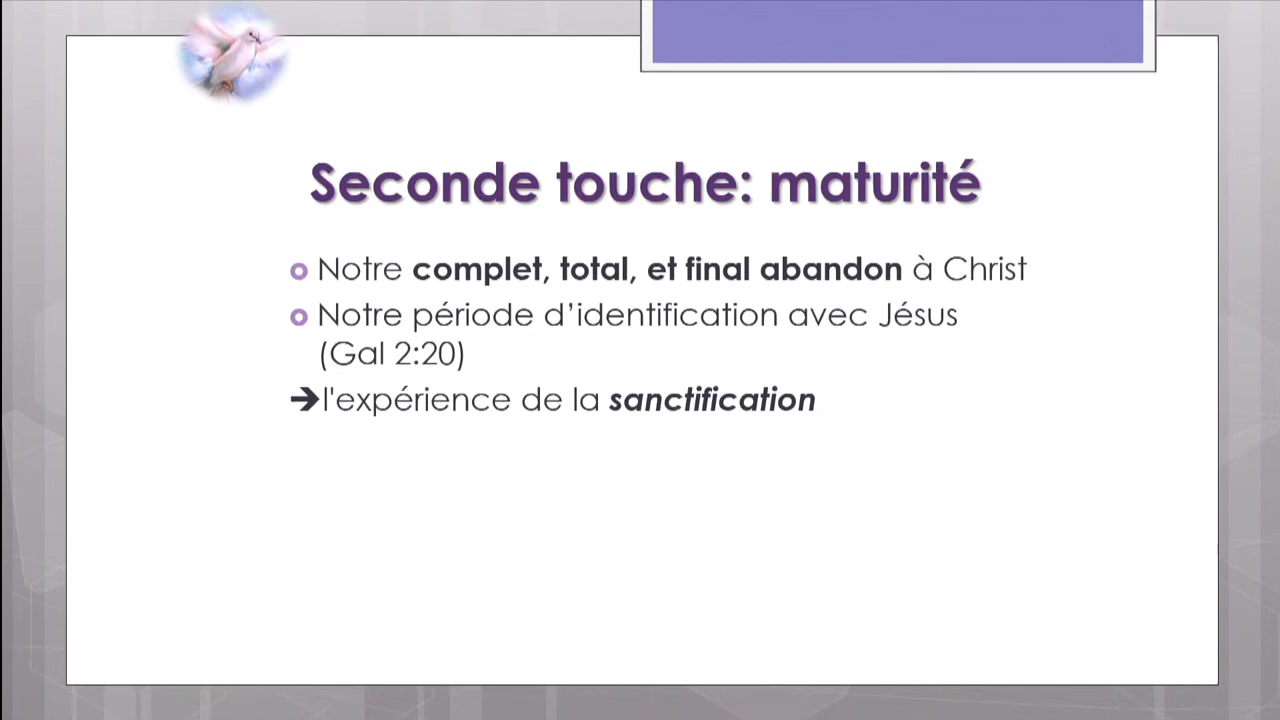 Seconde touche: maturité
Notre complet, total, et final abandon à Christ
Notre période d’identification avec Jésus
(Gal 2:20)
➔l'expérience de la sanctification